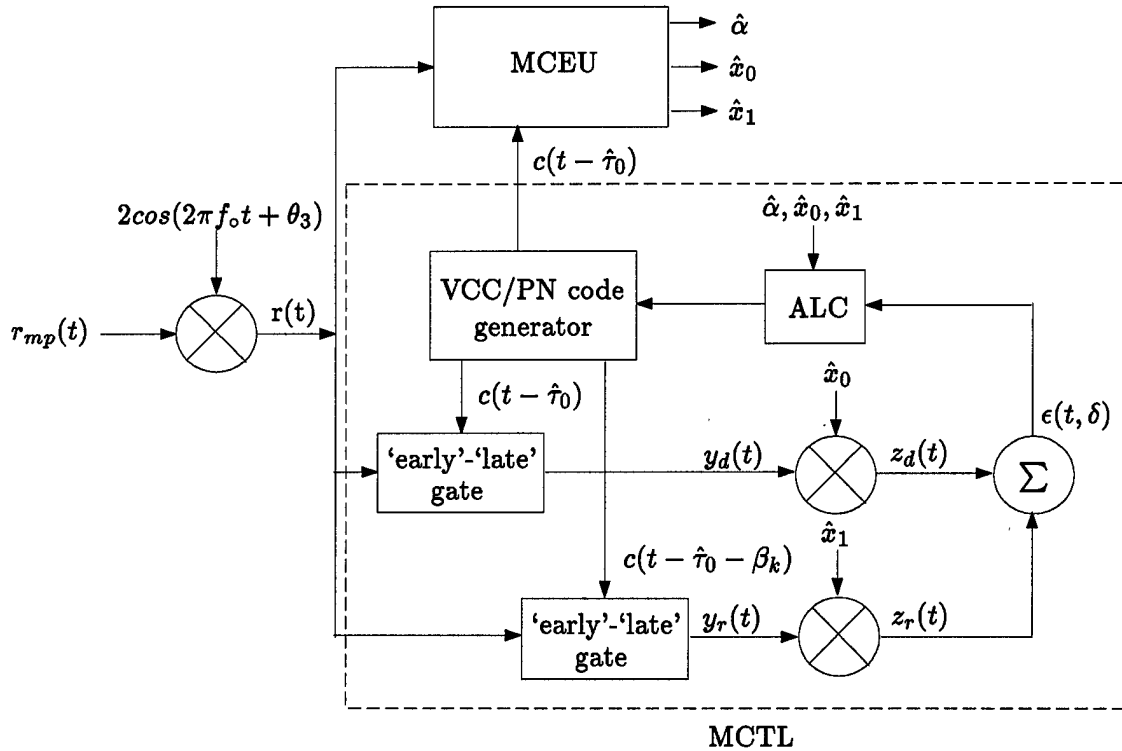 MCEU
α̂
x̂₀
x̂₁
c(t − τ̂₀)
2cos(2πf∘t + θ₃)
α̂, x̂₀, x̂₁
VCC/PN code
generator
ALC
r_mp(t)
r(t)
x̂₀
c(t − τ̂₀)
ϵ(t, δ)
‘early’-‘late’
gate
y_d(t)
z_d(t)
Σ
x̂₁
c(t − τ̂₀ − β_k)
‘early’-‘late’
gate
y_r(t)
z_r(t)
MCTL